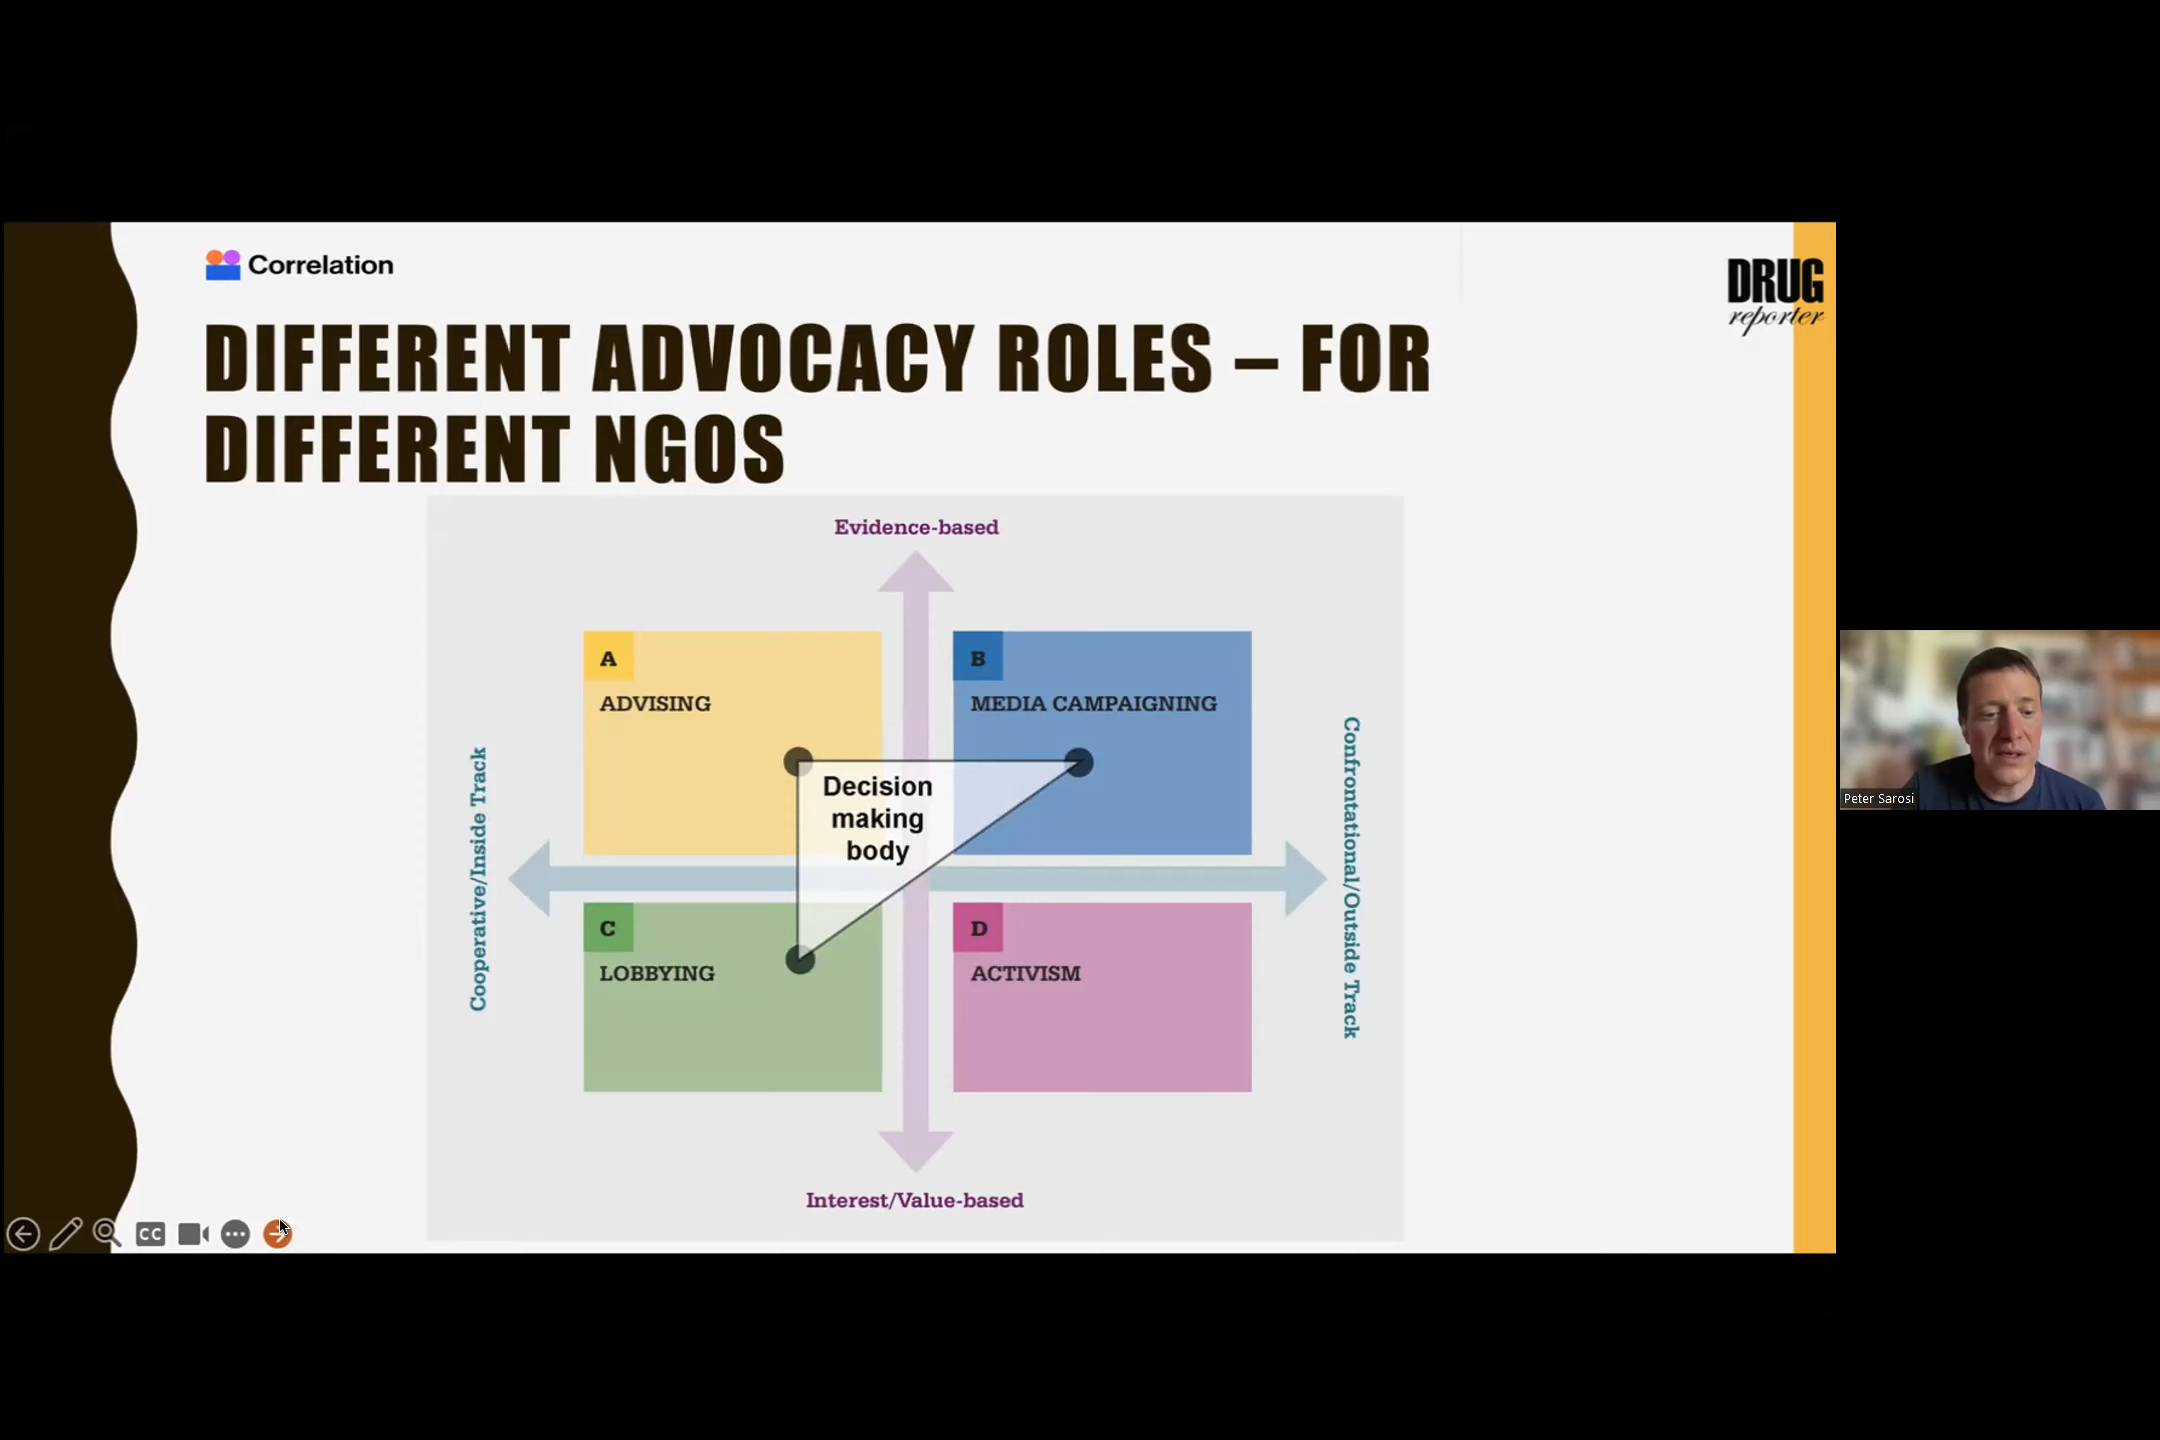 Correlation
DRUG
reporter
DIFFERENT ADVOCACY ROLES – FOR
DIFFERENT NGOS
Evidence-based
A
ADVISING
B
MEDIA CAMPAIGNING
Cooperative/Inside Track
Decision
making
body
Confrontational/Outside Track
C
LOBBYING
D
ACTIVISM
Interest/Value-based
CC
Peter Sarosi